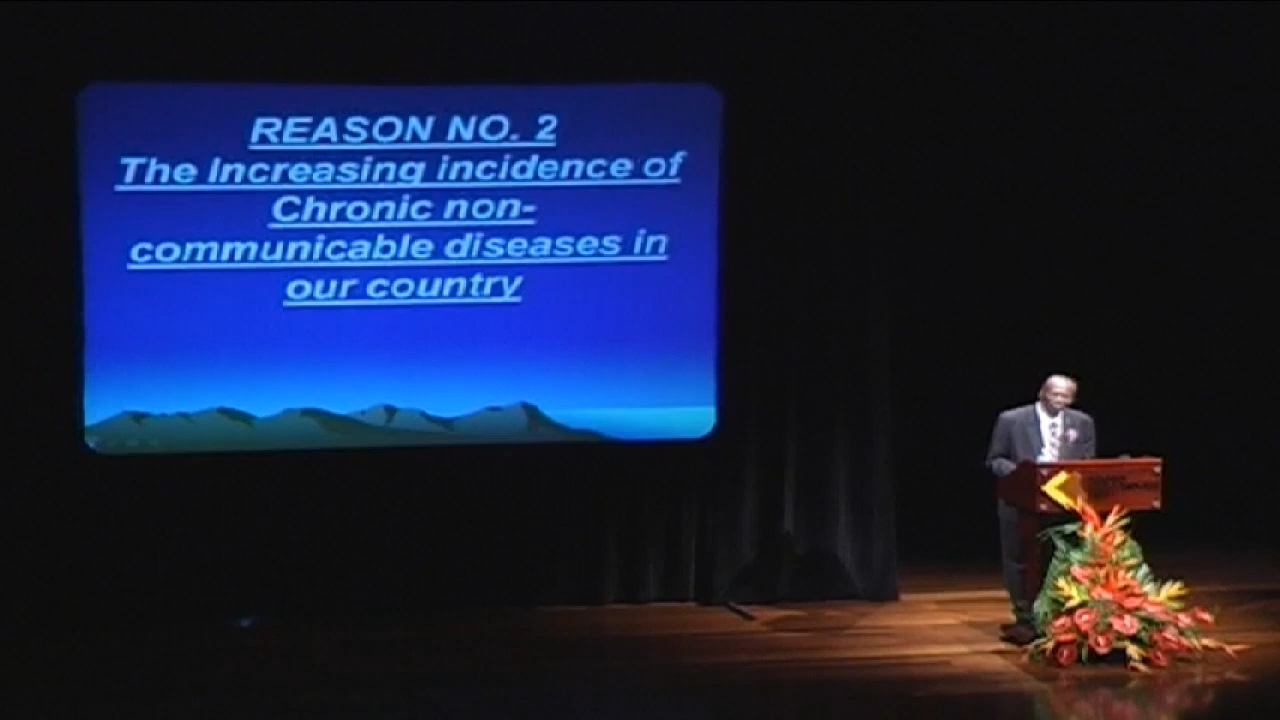 REASON NO. 2
The Increasing incidence of
Chronic non-
communicable diseases in
our country